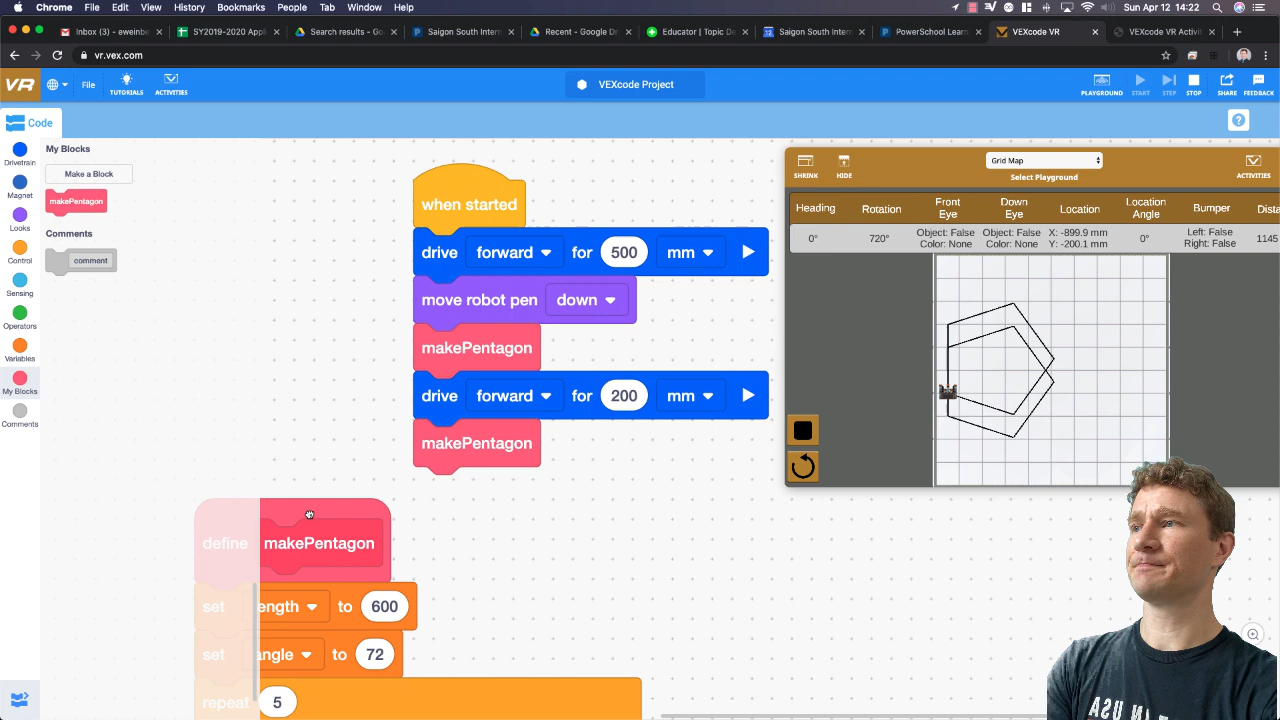 Chrome File Edit View History Bookmarks People Tab Window Help Sun Apr 12 14:22
Inbox (3) - eweinbe
SY2019-2020 Appli
Search results - Go
Saigon South Intern
Recent - Google Dr
Educator | Topic De
Saigon South Intern
PowerSchool Learn
VEXcode VR
VEXcode VR Activit
vr.vex.com
VR File TUTORIALS ACTIVITIES VEXcode Project PLAYGROUND START STEP STOP SHARE FEEDBACK
Code
?
Drivetrain
Magnet
Looks
Control
Sensing
Operators
Variables
My Blocks
Comments
My Blocks
Make a Block
makePentagon
Comments
comment
when started
drive forward for 500 mm
move robot pen down
makePentagon
drive forward for 200 mm
makePentagon
define makePentagon
set length to 600
set angle to 72
repeat 5
SHRINK HIDE Grid Map ACTIVITIES
Select Playground
Heading Rotation Front Eye Down Eye Location Location Angle Bumper Dista
0° 720° Object: False Color: None Object: False Color: None X: -899.9 mm Y: -200.1 mm 0° Left: False Right: False 1145
USA